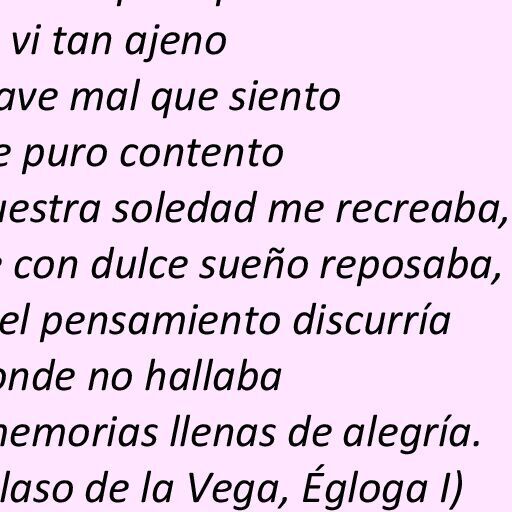 vi tan ajeno
ave mal que siento
e puro contento
uestra soledad me recreaba,
e con dulce sueño reposaba,
el pensamiento discurría
onde no hallaba
nemorias llenas de alegría.
laso de la Vega, Égloga I)